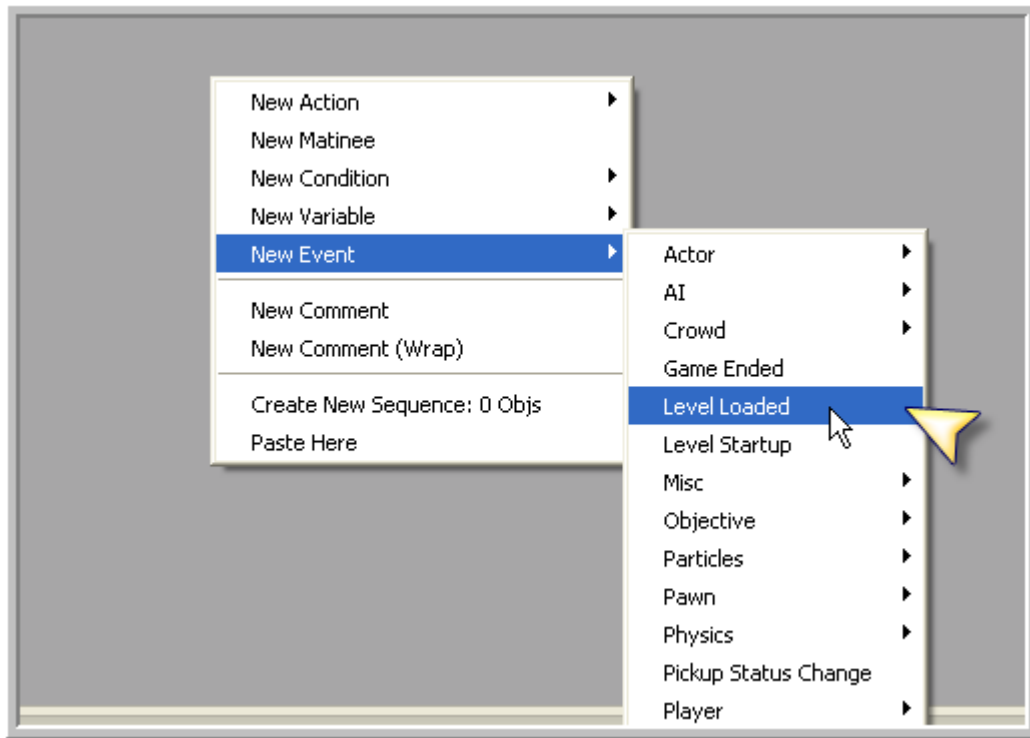 New Action
New Matinee
New Condition
New Variable
New Event
New Comment
New Comment (Wrap)
Create New Sequence: 0 Objs
Paste Here
Actor
AI
Crowd
Game Ended
Level Loaded
Level Startup
Misc
Objective
Particles
Pawn
Physics
Pickup Status Change
Player